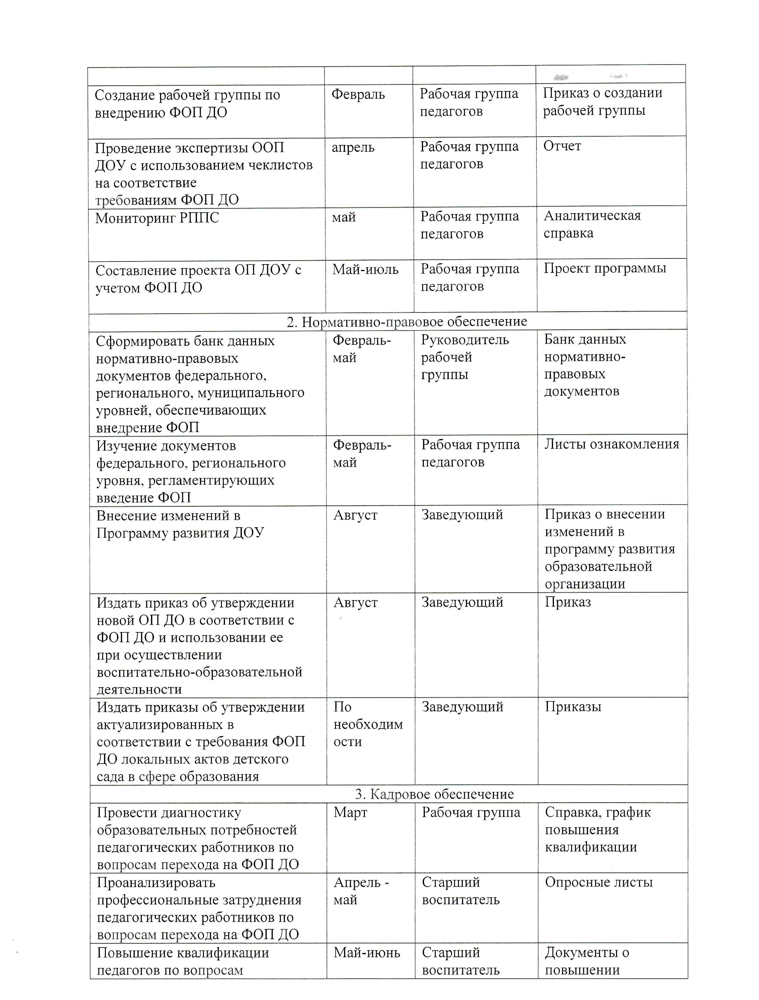 Создание рабочей группы по
внедрению ФОП ДО
Февраль
Рабочая группа
педагогов
Приказ о создании
рабочей группы
Проведение экспертизы ООП
ДОУ с использованием чеклистов
на соответствие
требованиям ФОП ДО
апрель
Рабочая группа
педагогов
Отчет
Мониторинг РППС
май
Рабочая группа
педагогов
Аналитическая
справка
Составление проекта ОП ДОУ с
учетом ФОП ДО
Май-июль
Рабочая группа
педагогов
Проект программы
2. Нормативно-правовое обеспечение
Сформировать банк данных
нормативно-правовых
документов федерального,
регионального, муниципального
уровней, обеспечивающих
внедрение ФОП
Февраль-
май
Руководитель
рабочей
группы
Банк данных
нормативно-
правовых
документов
Изучение документов
федерального, регионального
уровня, регламентирующих
введение ФОП
Февраль-
май
Рабочая группа
педагогов
Листы ознакомления
Внесение изменений в
Программу развития ДОУ
Август
Заведующий
Приказ о внесении
изменений в
программу развития
образовательной
организации
Издать приказ об утверждении
новой ОП ДО в соответствии с
ФОП ДО и использовании ее
при осуществлении
воспитательно-образовательной
деятельности
Август
Заведующий
Приказ
Издать приказы об утверждении
актуализированных в
соответствии с требования ФОП
ДО локальных актов детского
сада в сфере образования
По
необходим
ости
Заведующий
Приказы
3. Кадровое обеспечение
Провести диагностику
образовательных потребностей
педагогических работников по
вопросам перехода на ФОП ДО
Март
Рабочая группа
Справка, график
повышения
квалификации
Проанализировать
профессиональные затруднения
педагогических работников по
вопросам перехода на ФОП ДО
Апрель -
май
Старший
воспитатель
Опросные листы
Повышение квалификации
педагогов по вопросам
Май-июнь
Старший
воспитатель
Документы о
повышении